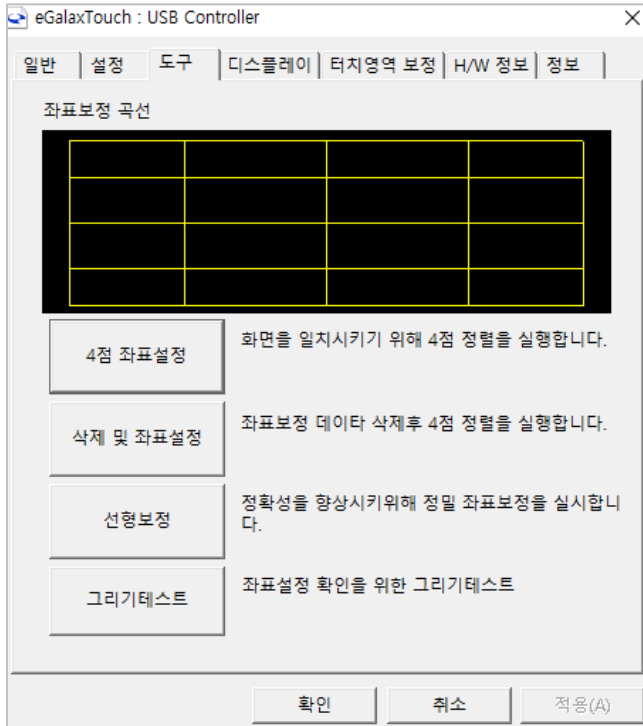 eGalaxTouch : USB Controller
일반 설정 도구 디스플레이 터치영역 보정 H/W 정보 정보
좌표보정 곡선
4점 좌표설정
화면을 일치시키기 위해 4점 정렬을 실행합니다.
삭제 및 좌표설정
좌표보정 데이타 삭제후 4점 정렬을 실행합니다.
선형보정
정확성을 향상시키위해 정밀 좌표보정을 실시합니
다.
그리기테스트
좌표설정 확인을 위한 그리기테스트
확인 취소 적용(A)